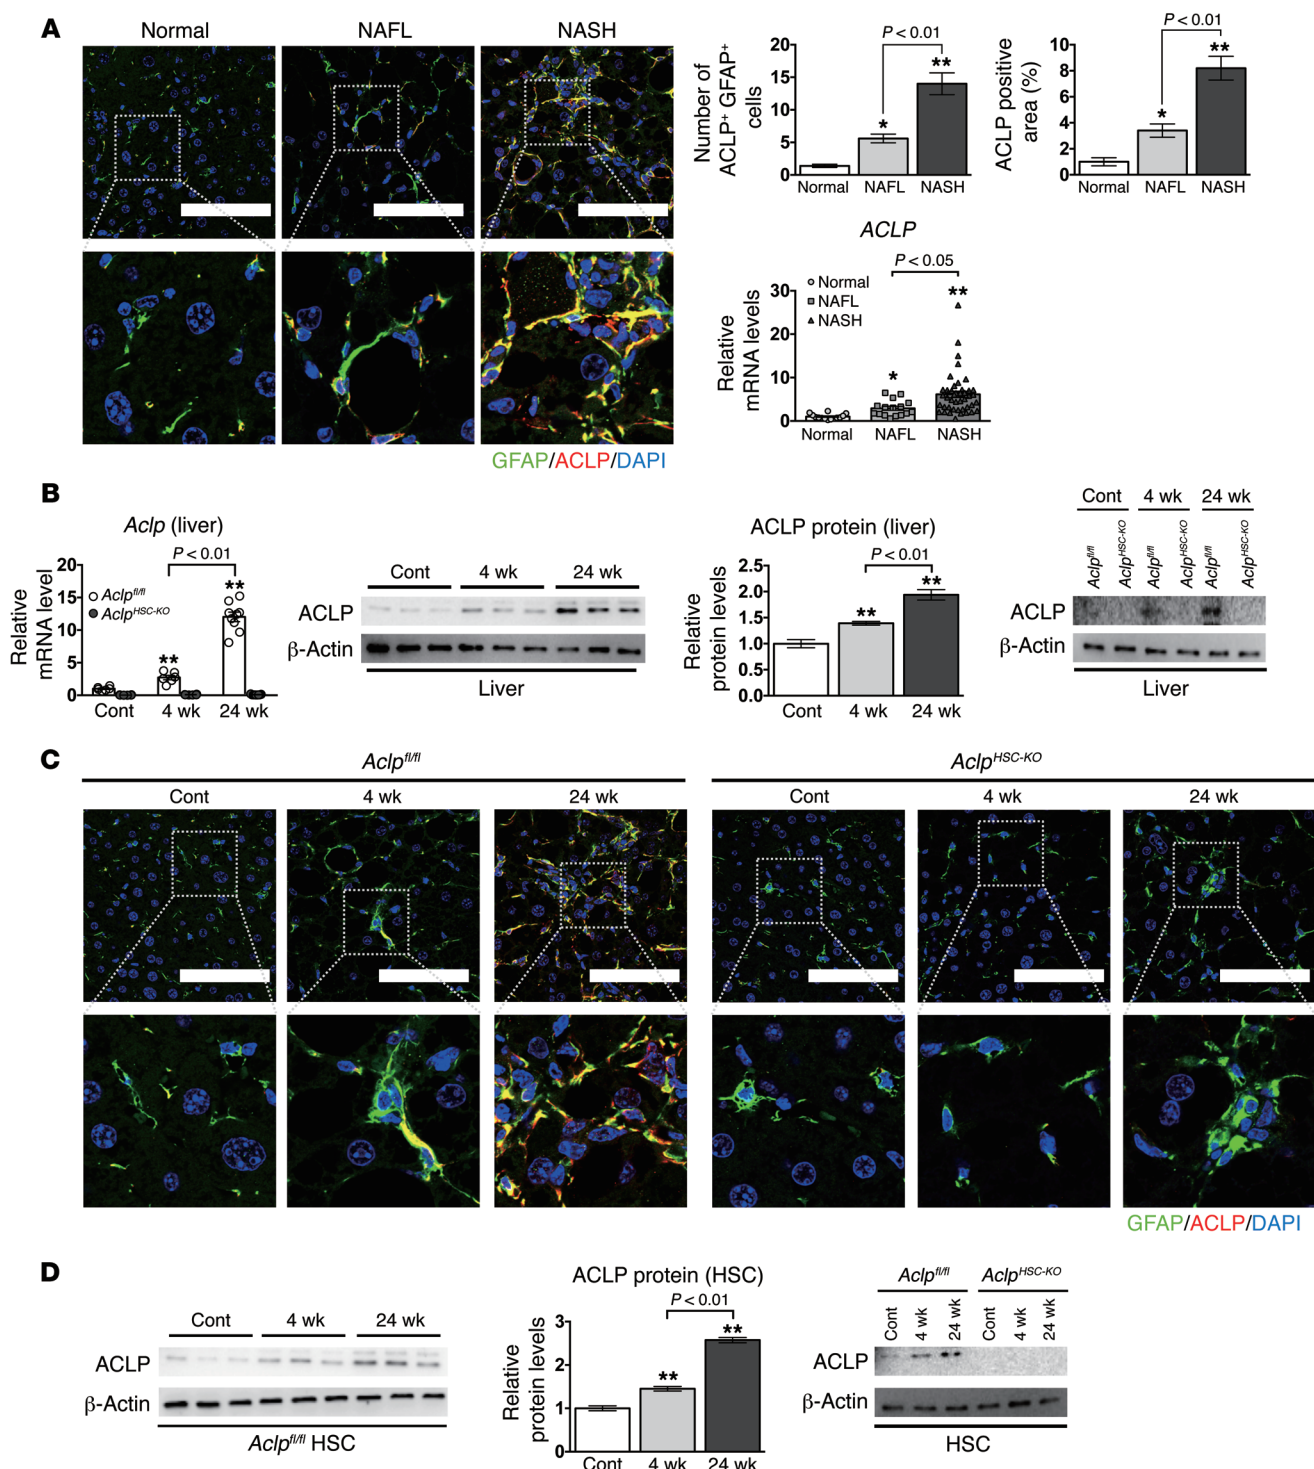 A
Normal NAFL NASH
GFAP/ACLP/DAPI
Number of ACLP+ GFAP+ cells
20
15
10
5
0
P < 0.01
*
**
Normal NAFL NASH
ACLP positive area (%)
10
8
6
4
2
0
P < 0.01
*
**
Normal NAFL NASH
ACLP
P < 0.05
Relative mRNA levels
30
20
10
0
Normal
NAFL
NASH
*
**
Normal NAFL NASH
B
Aclp (liver)
P < 0.01
Relative mRNA level
20
15
10
5
0
Aclpfl/fl
AclpHSC-KO
**
**
Cont 4 wk 24 wk
Cont 4 wk 24 wk
ACLP
β-Actin
Liver
ACLP protein (liver)
P < 0.01
Relative protein levels
2.5
2.0
1.5
1.0
0.5
0.0
**
**
Cont 4 wk 24 wk
Cont 4 wk 24 wk
Aclpfl/fl AclpHSC-KO Aclpfl/fl AclpHSC-KO Aclpfl/fl AclpHSC-KO
ACLP
β-Actin
Liver
C
Aclpfl/fl AclpHSC-KO
Cont 4 wk 24 wk Cont 4 wk 24 wk
GFAP/ACLP/DAPI
D
Cont 4 wk 24 wk
ACLP
β-Actin
Aclpfl/fl HSC
ACLP protein (HSC)
P < 0.01
Relative protein levels
3
2
1
0
**
**
Cont 4 wk 24 wk
Aclpfl/fl AclpHSC-KO
Cont 4 wk 24 wk Cont 4 wk 24 wk
ACLP
β-Actin
HSC